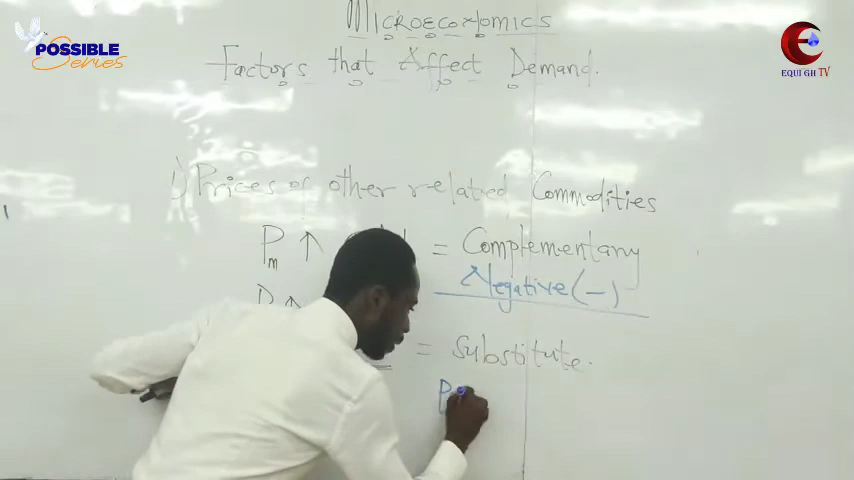 POSSIBLE
Series
EQUI GH TV
Microeconomics
Factors that Affect Demand.
1) Prices of other related Commodities
Pm ↑ = Complementary
Negative (-)
= Substitute.